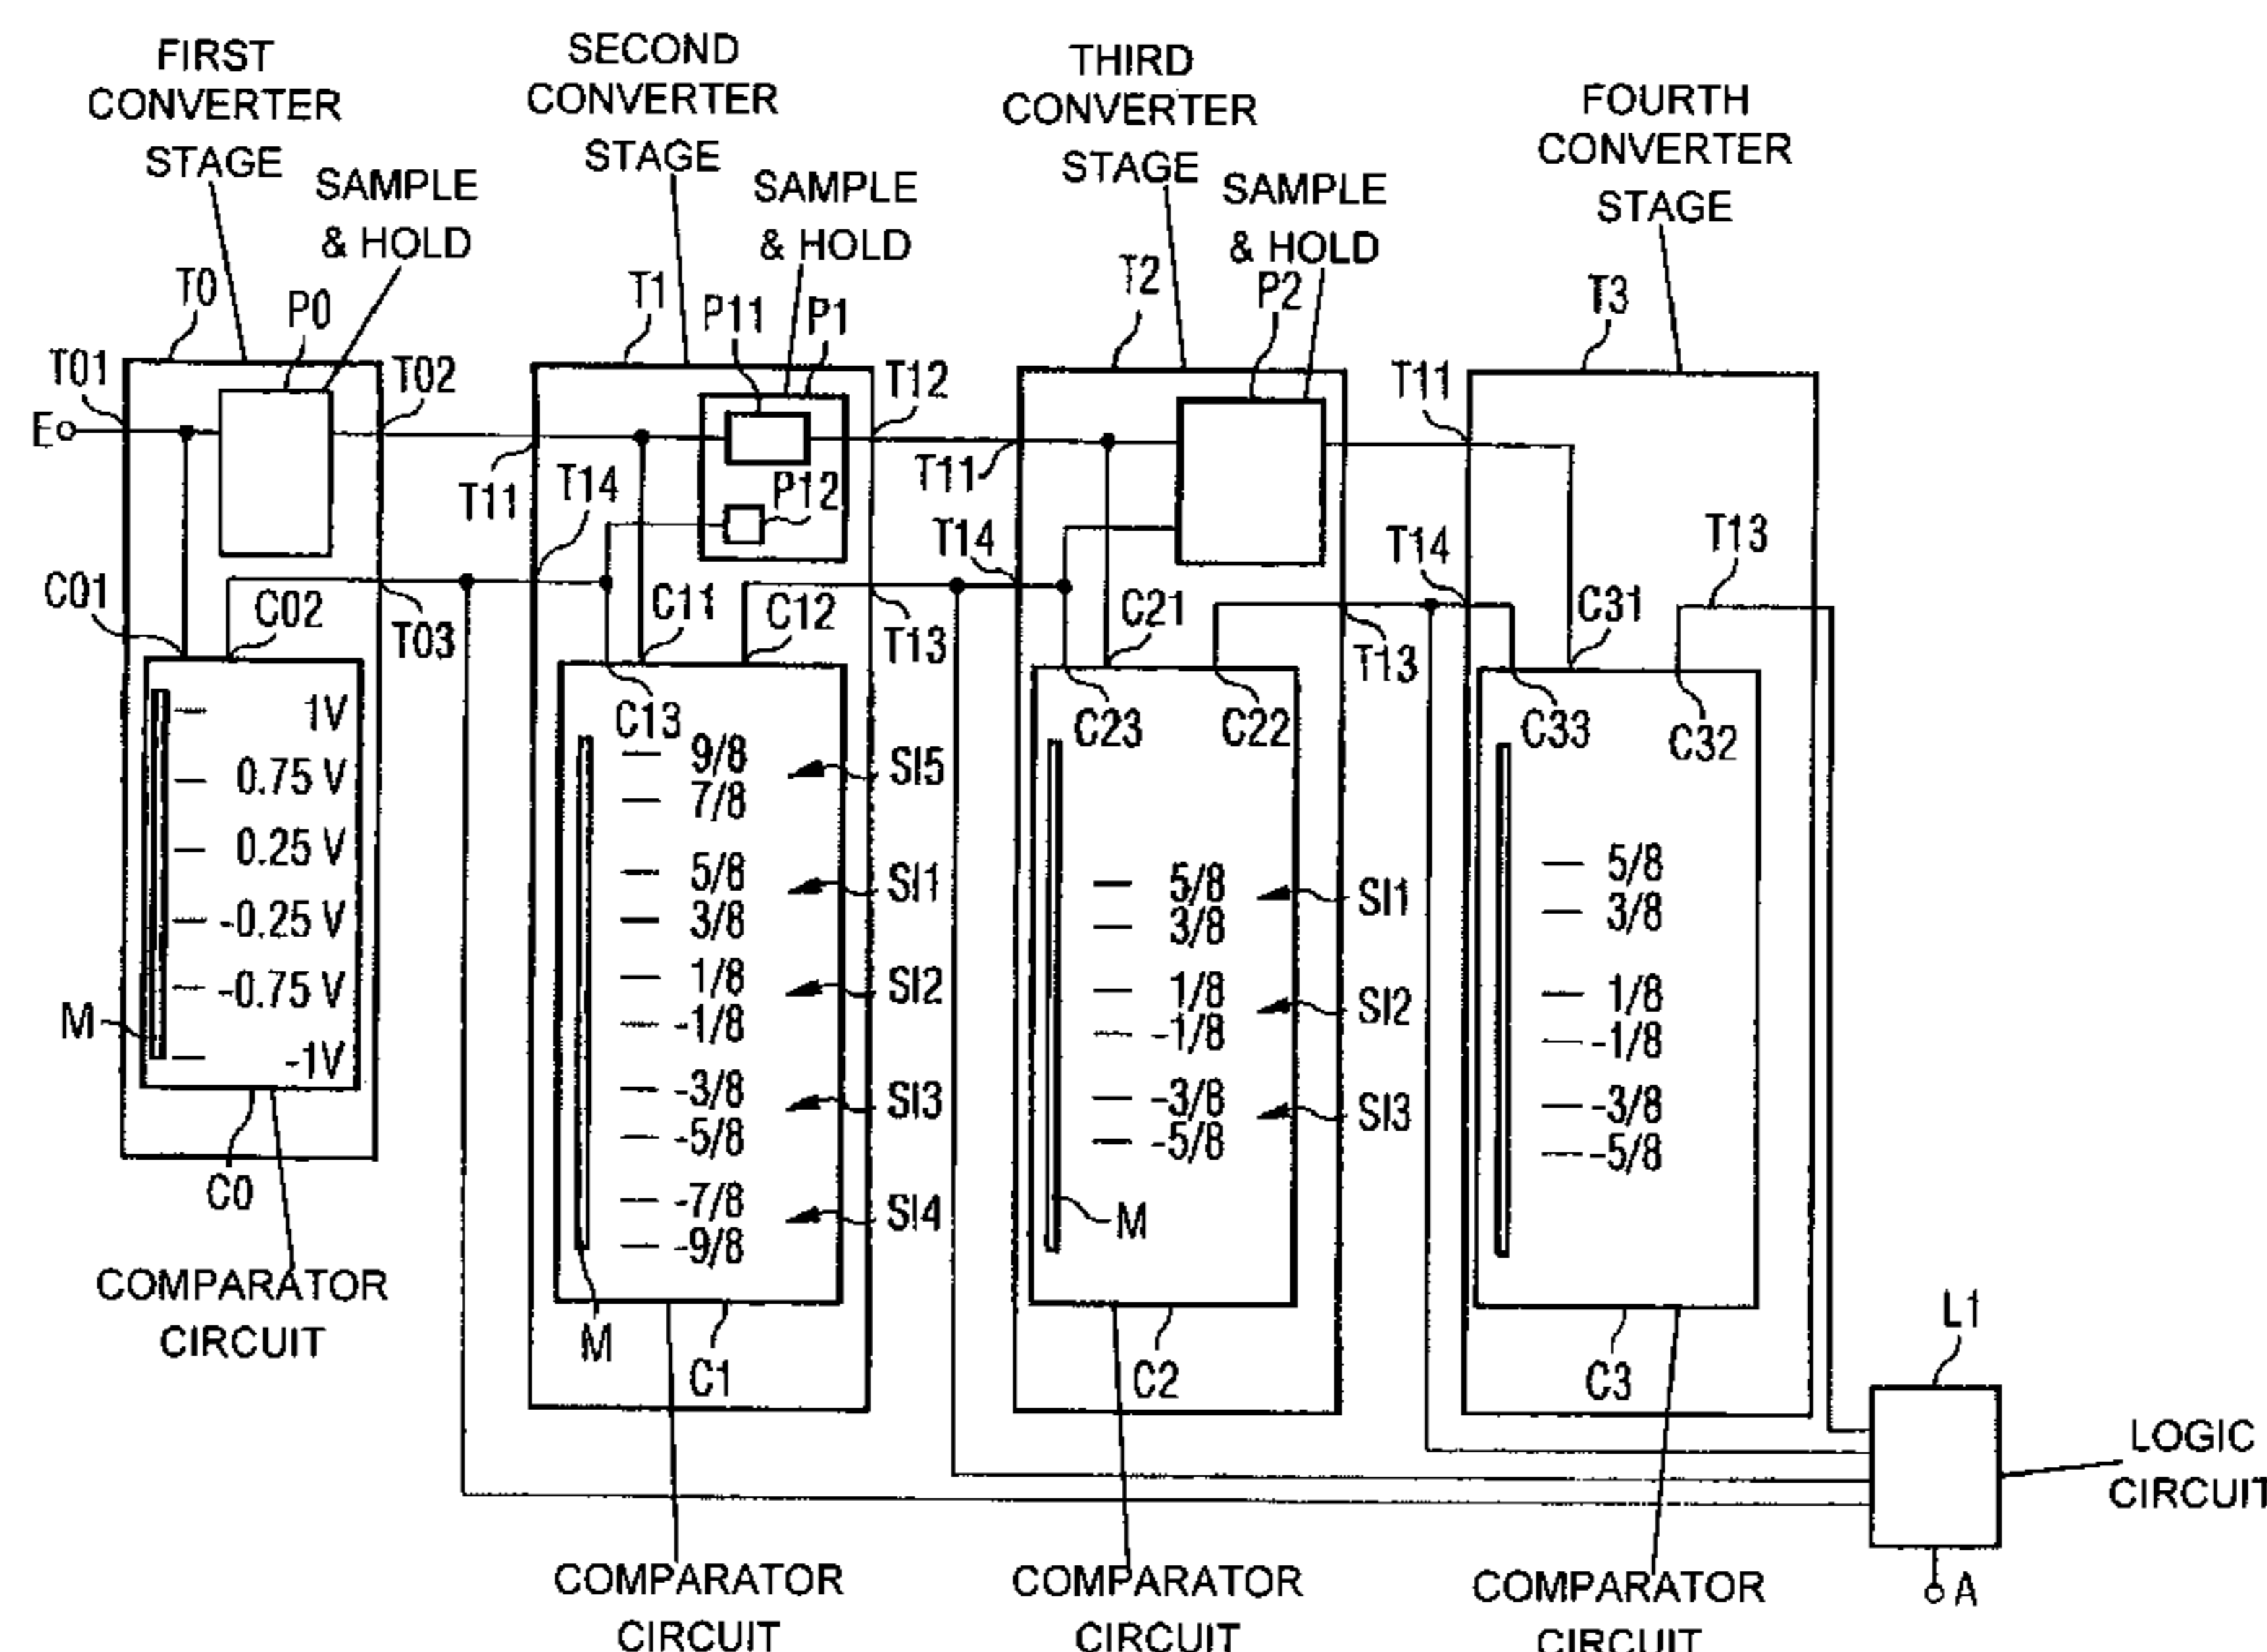 FIRST
CONVERTER
STAGE
SECOND
CONVERTER
STAGE
THIRD
CONVERTER
STAGE
FOURTH
CONVERTER
STAGE
SAMPLE
& HOLD
SAMPLE
& HOLD
SAMPLE
& HOLD
T0
P0
T01
T02
E
C01
C02
T03
1V
0.75 V
0.25 V
-0.25 V
-0.75 V
-1V
M
C0
COMPARATOR
CIRCUIT
T1
P11
P1
T12
T11
T14
P12
C11
C12
T13
C13
9/8
7/8
5/8
3/8
1/8
-1/8
-3/8
-5/8
-7/8
-9/8
SI5
SI1
SI2
SI3
SI4
M
C1
COMPARATOR
CIRCUIT
T2
P2
T11
T14
C21
T13
C23
C22
5/8
3/8
1/8
-1/8
-3/8
-5/8
SI1
SI2
SI3
M
C2
COMPARATOR
CIRCUIT
T3
T11
T14
T13
C31
C33
C32
5/8
3/8
1/8
-1/8
-3/8
-5/8
C3
COMPARATOR
CIRCUIT
L1
LOGIC
CIRCUIT
A